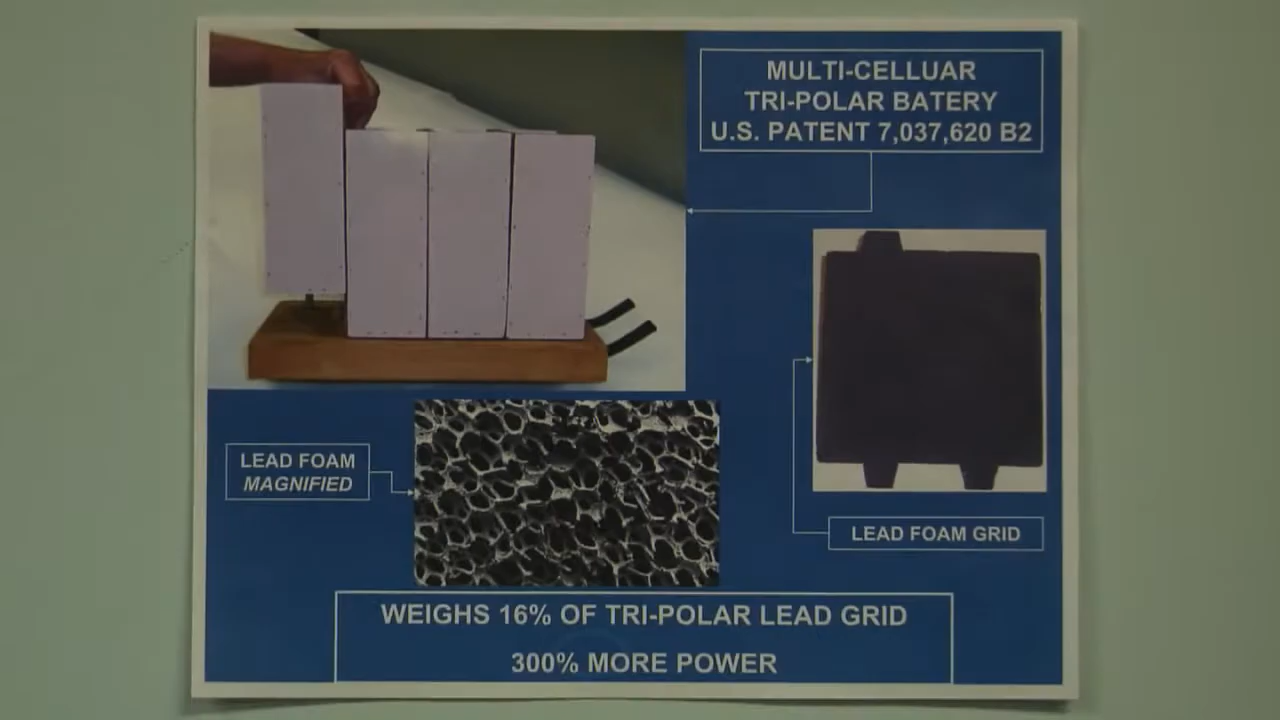 MULTI-CELLUAR
TRI-POLAR BATERY
U.S. PATENT 7,037,620 B2
LEAD FOAM
MAGNIFIED
LEAD FOAM GRID
WEIGHS 16% OF TRI-POLAR LEAD GRID
300% MORE POWER